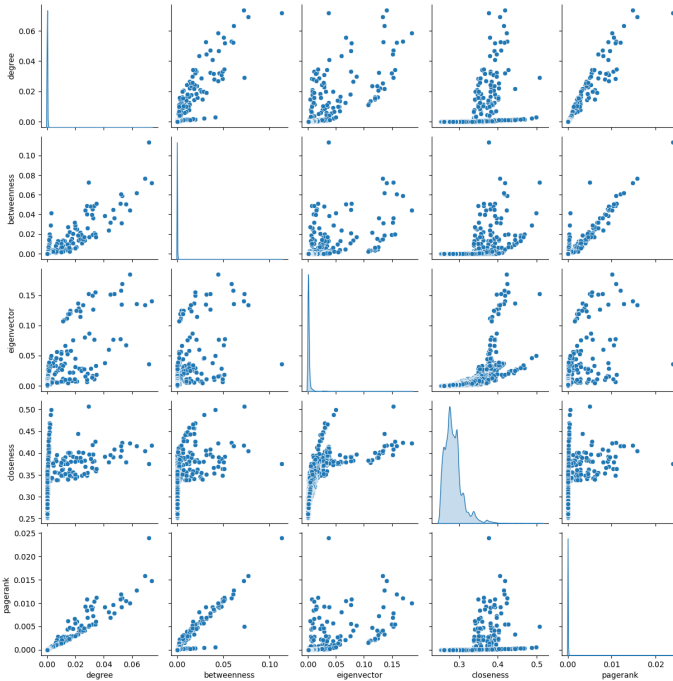 0.06
0.04
0.02
0.00
degree
0.10
0.08
0.06
0.04
0.02
0.00
betweenness
0.15
0.10
0.05
0.00
eigenvector
0.50
0.45
0.40
0.35
0.30
0.25
closeness
0.025
0.020
0.015
0.010
0.005
0.000
pagerank
0.00 0.02 0.04 0.06
degree
0.00 0.05 0.10
betweenness
0.00 0.05 0.10 0.15
eigenvector
0.3 0.4 0.5
closeness
0.00 0.01 0.02
pagerank